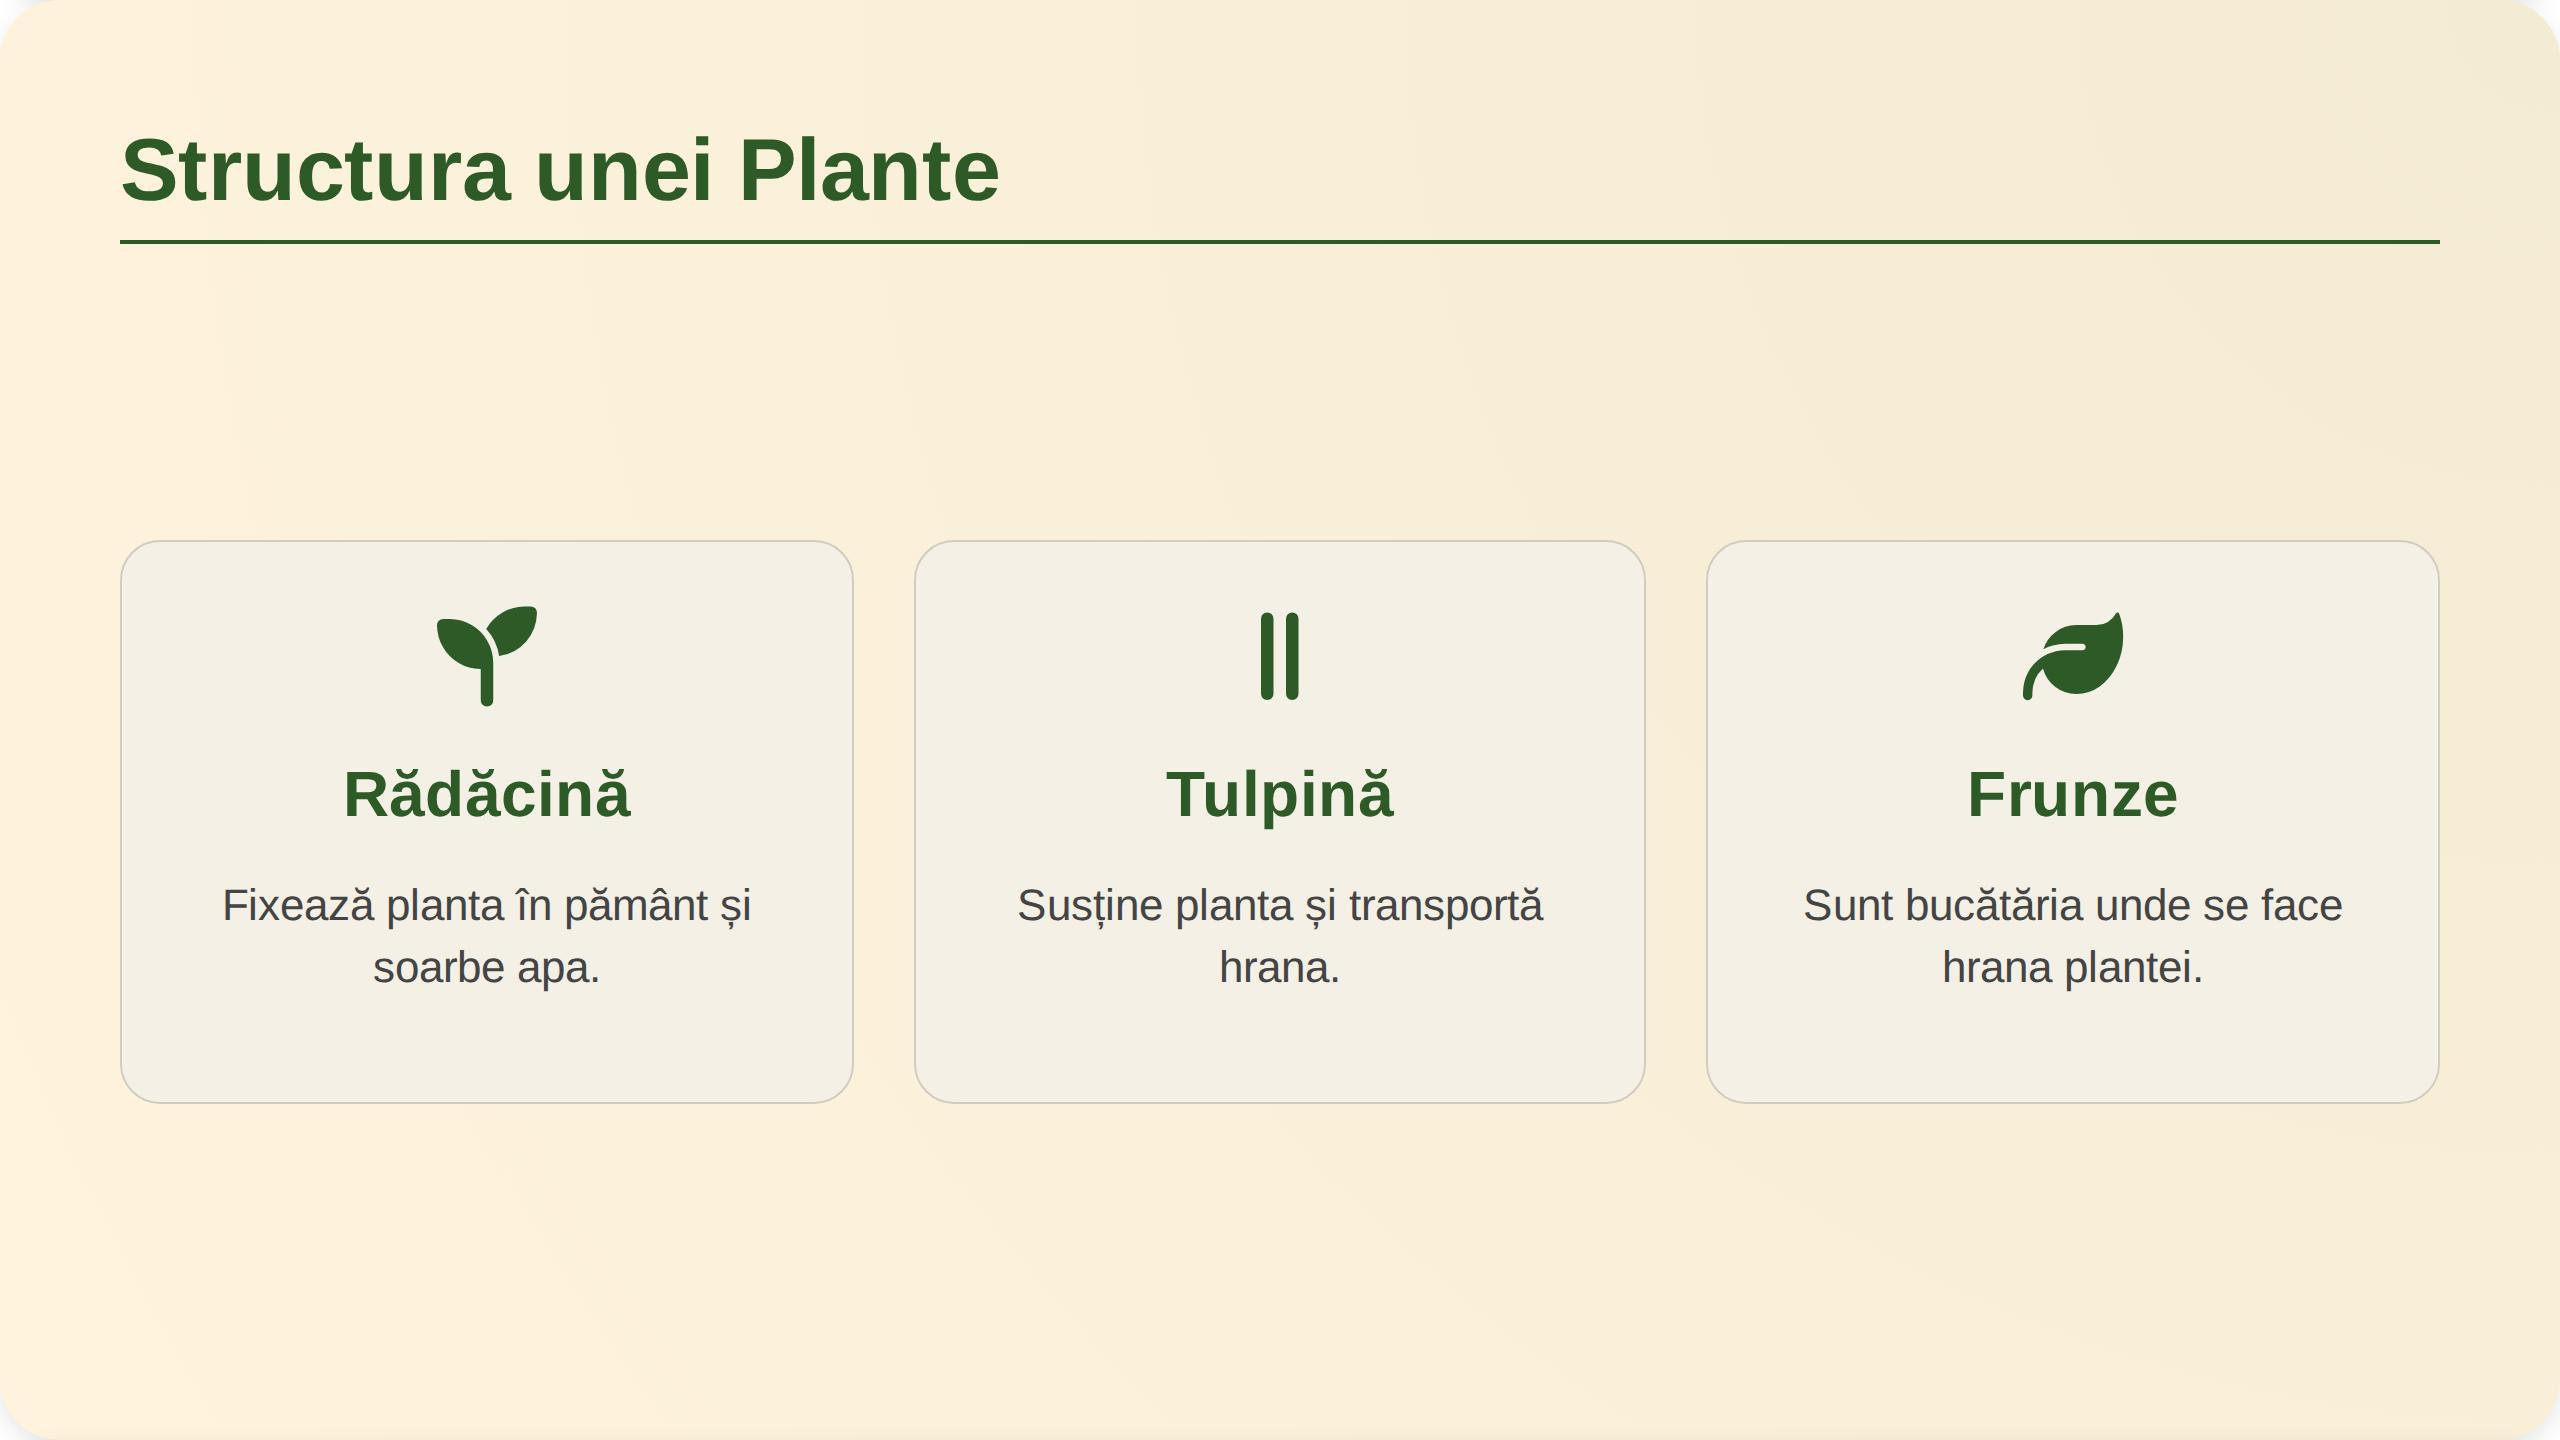 Structura unei Plante
Rădăcină
Fixează planta în pământ și
soarbe apa.
Tulpină
Susține planta și transportă
hrana.
Frunze
Sunt bucătăria unde se face
hrana plantei.